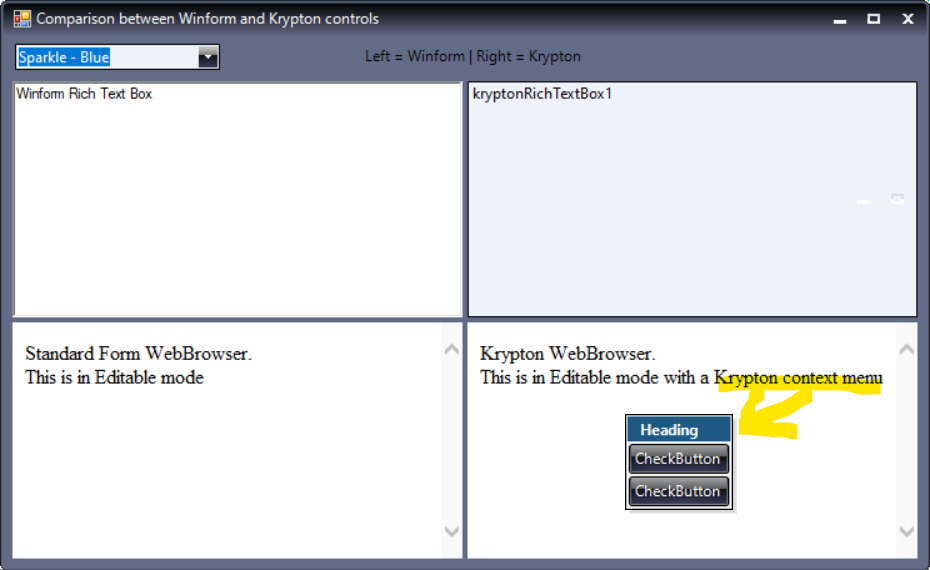 Comparison between Winform and Krypton controls
Sparkle - Blue
Left = Winform | Right = Krypton
Winform Rich Text Box
kryptonRichTextBox1
Standard Form WebBrowser.
This is in Editable mode
Krypton WebBrowser.
This is in Editable mode with a Krypton context menu
Heading
CheckButton
CheckButton